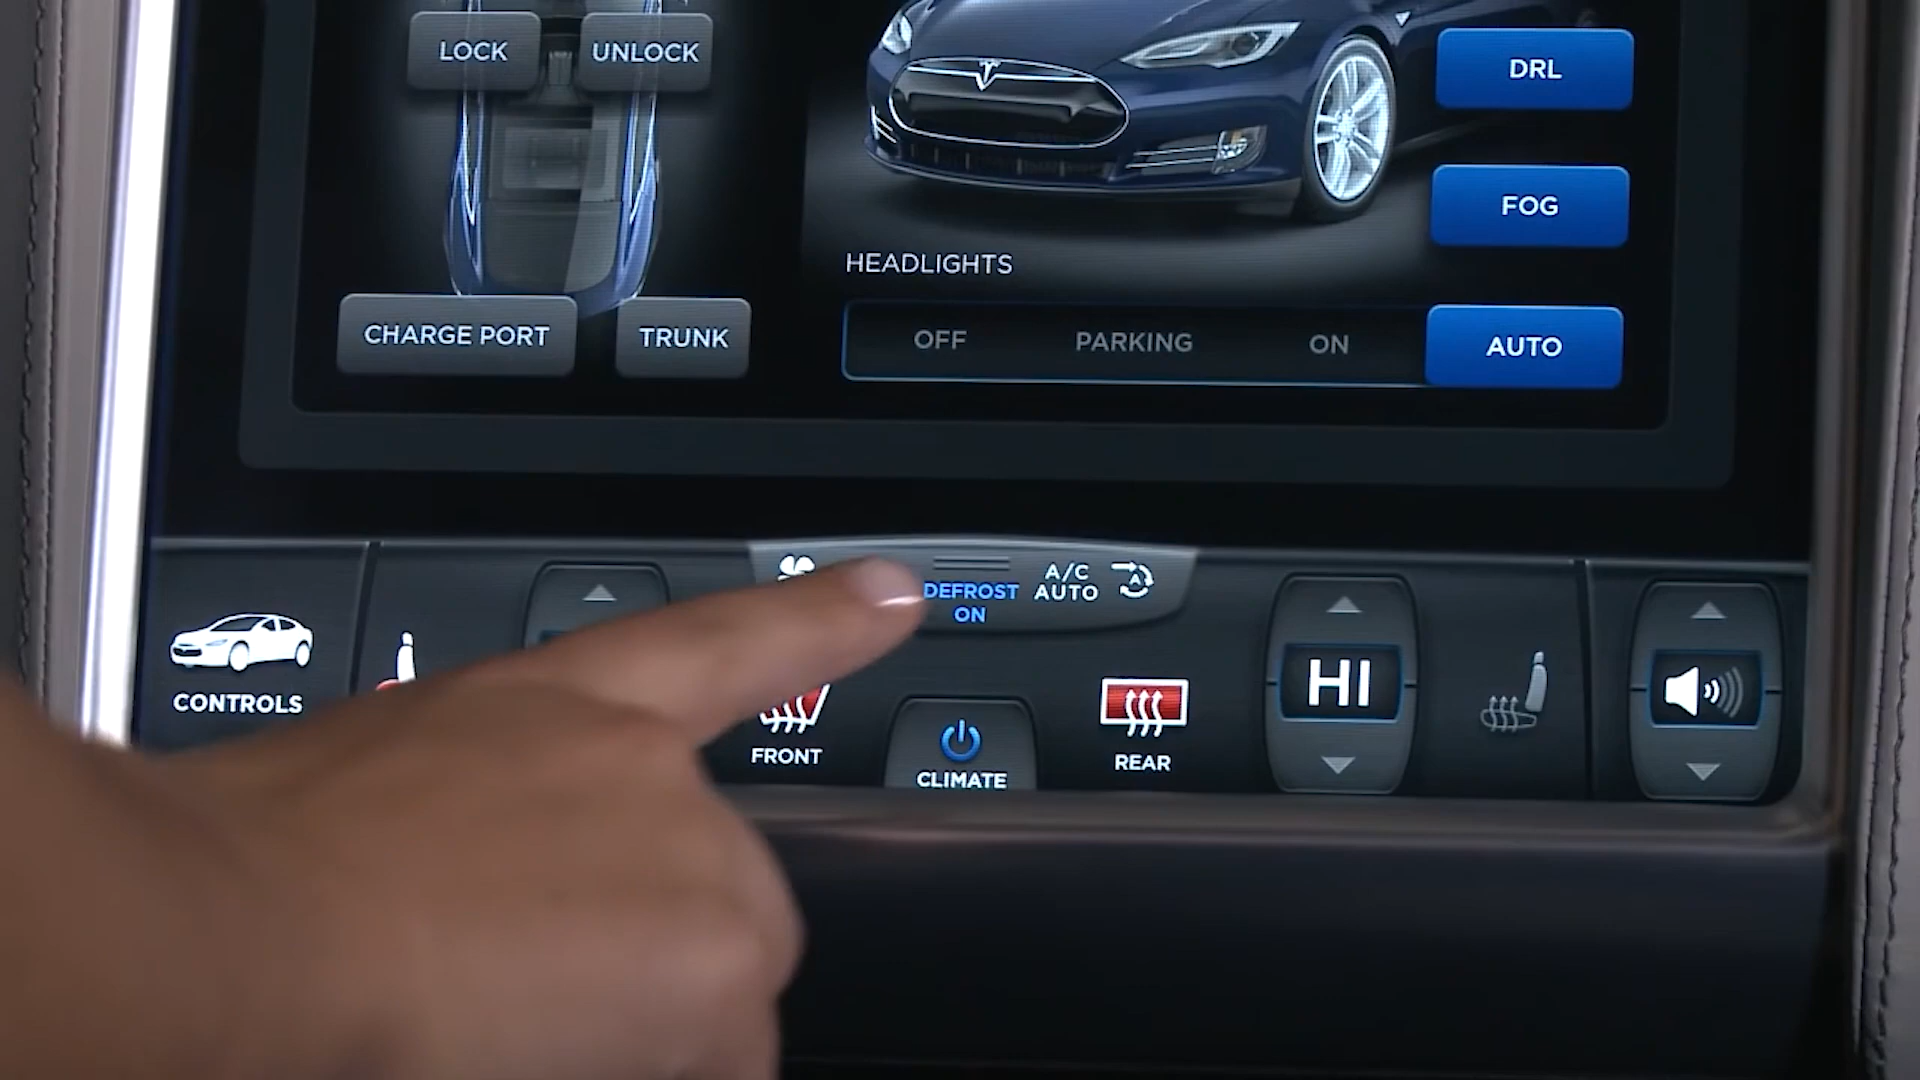 LOCK
UNLOCK
DRL
FOG
HEADLIGHTS
CHARGE PORT
TRUNK
OFF
PARKING
ON
AUTO
DEFROST
ON
A/C
AUTO
A
CONTROLS
FRONT
CLIMATE
REAR
HI